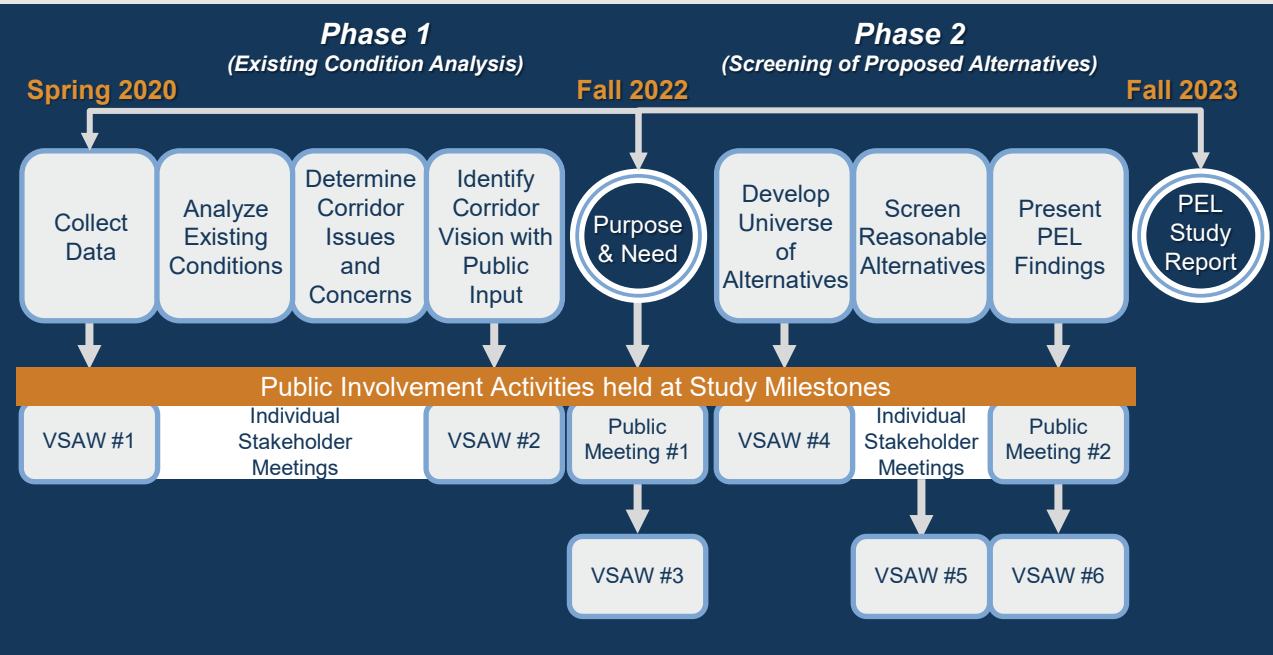 Phase 1
(Existing Condition Analysis)
Phase 2
(Screening of Proposed Alternatives)
Spring 2020
Fall 2022
Fall 2023
Collect
Data
Analyze
Existing
Conditions
Determine
Corridor
Issues
and
Concerns
Identify
Corridor
Vision with
Public
Input
Purpose
& Need
Develop
Universe
of
Alternatives
Screen
Reasonable
Alternatives
Present
PEL
Findings
PEL
Study
Report
Public Involvement Activities held at Study Milestones
VSAW #1
Individual
Stakeholder
Meetings
VSAW #2
Public
Meeting #1
VSAW #4
Individual
Stakeholder
Meetings
Public
Meeting #2
VSAW #3
VSAW #5
VSAW #6